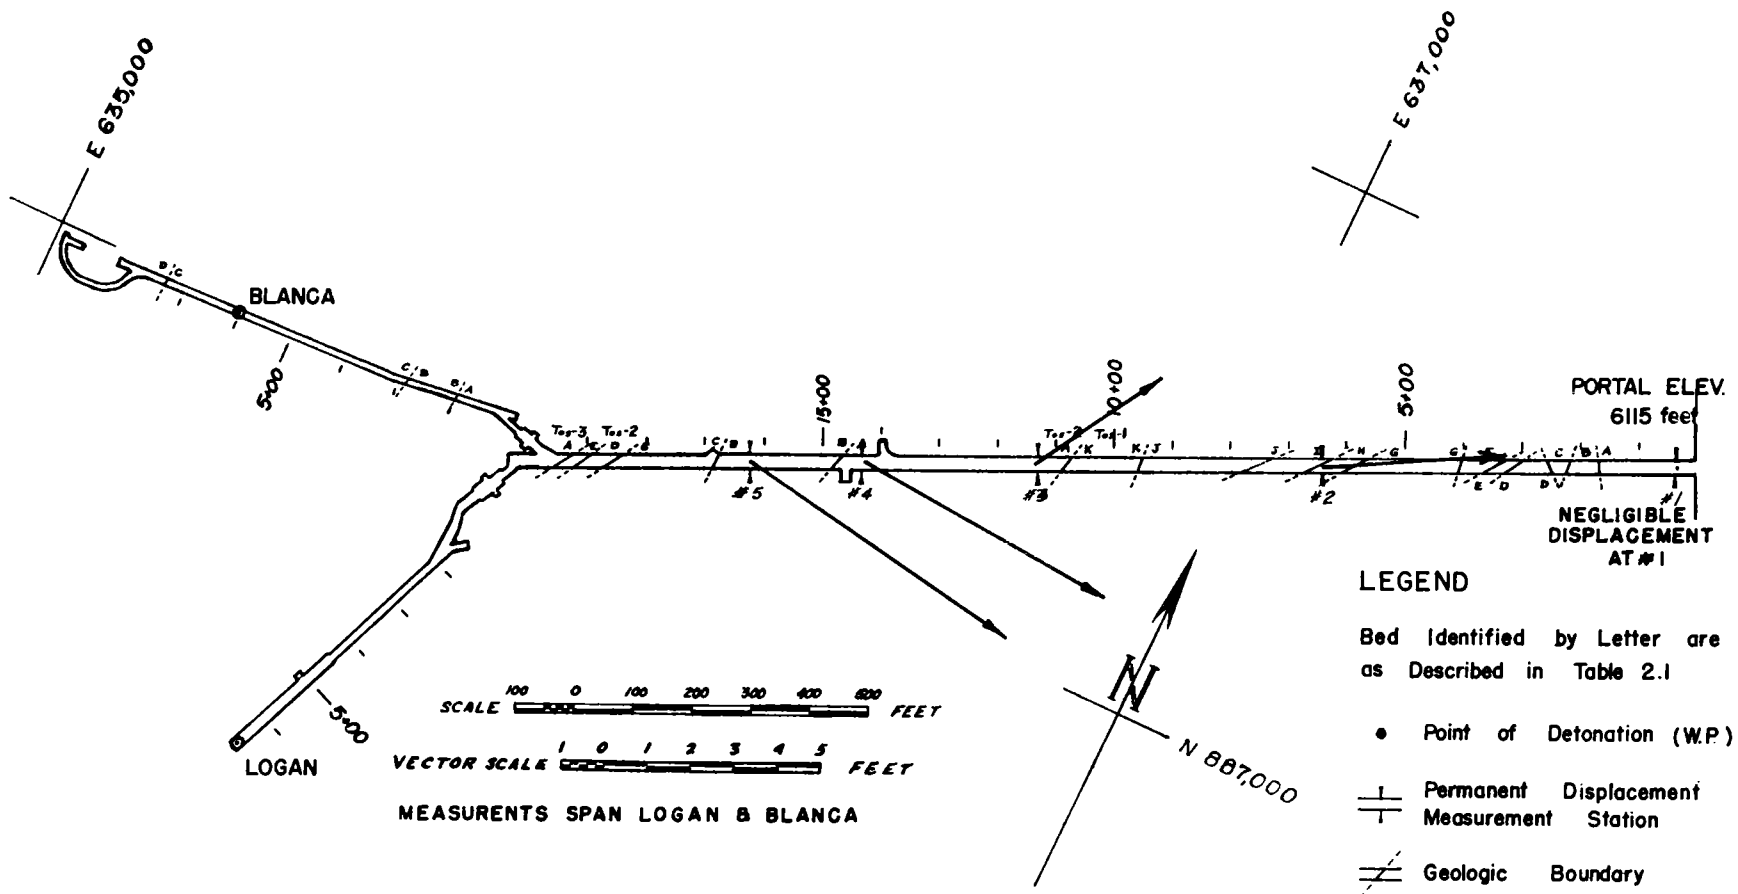 E 635,000
E 637,000
BLANCA
D/C
5+00
C/B
B/A
Tos-3
Tos-2
A
E
D
C/B
15+00
B
A
Tos-2
Tos-1
K
K/J
10+00
J
I
H
G
5+00
G
E
D
D
C
B
A
PORTAL ELEV.
6115 feet
#5
#4
#3
#2
#1
NEGLIGIBLE
DISPLACEMENT
AT #1
5+00
LOGAN
SCALE 100 0 100 200 300 400 500 FEET
VECTOR SCALE 1 0 1 2 3 4 5 FEET
MEASURENTS SPAN LOGAN & BLANCA
N
N 887,000
LEGEND
Bed Identified by Letter are
as Described in Table 2.1
Point of Detonation (W.P.)
Permanent Displacement
Measurement Station
Geologic Boundary